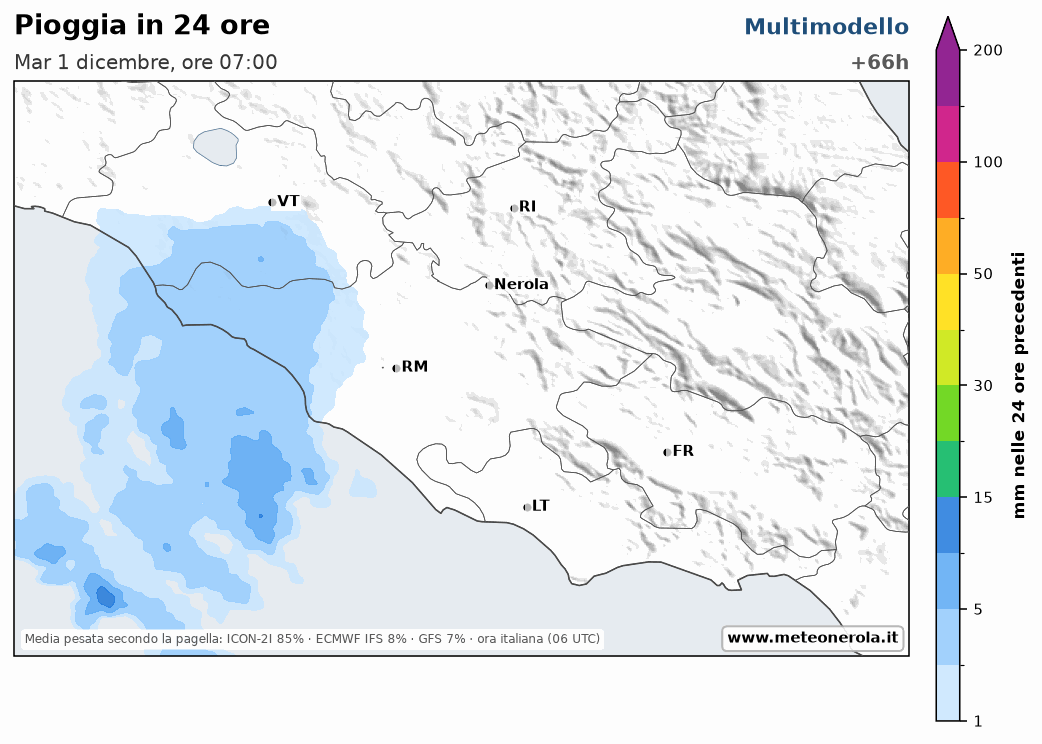 Pioggia in 24 ore
Multimodello
Mar 1 dicembre, ore 07:00
+66h
VT
RI
Nerola
RM
FR
LT
Media pesata secondo la pagella: ICON-2I 85% · ECMWF IFS 8% · GFS 7% · ora italiana (06 UTC)
www.meteonerola.it
200
100
50
30
15
5
1
mm nelle 24 ore precedenti